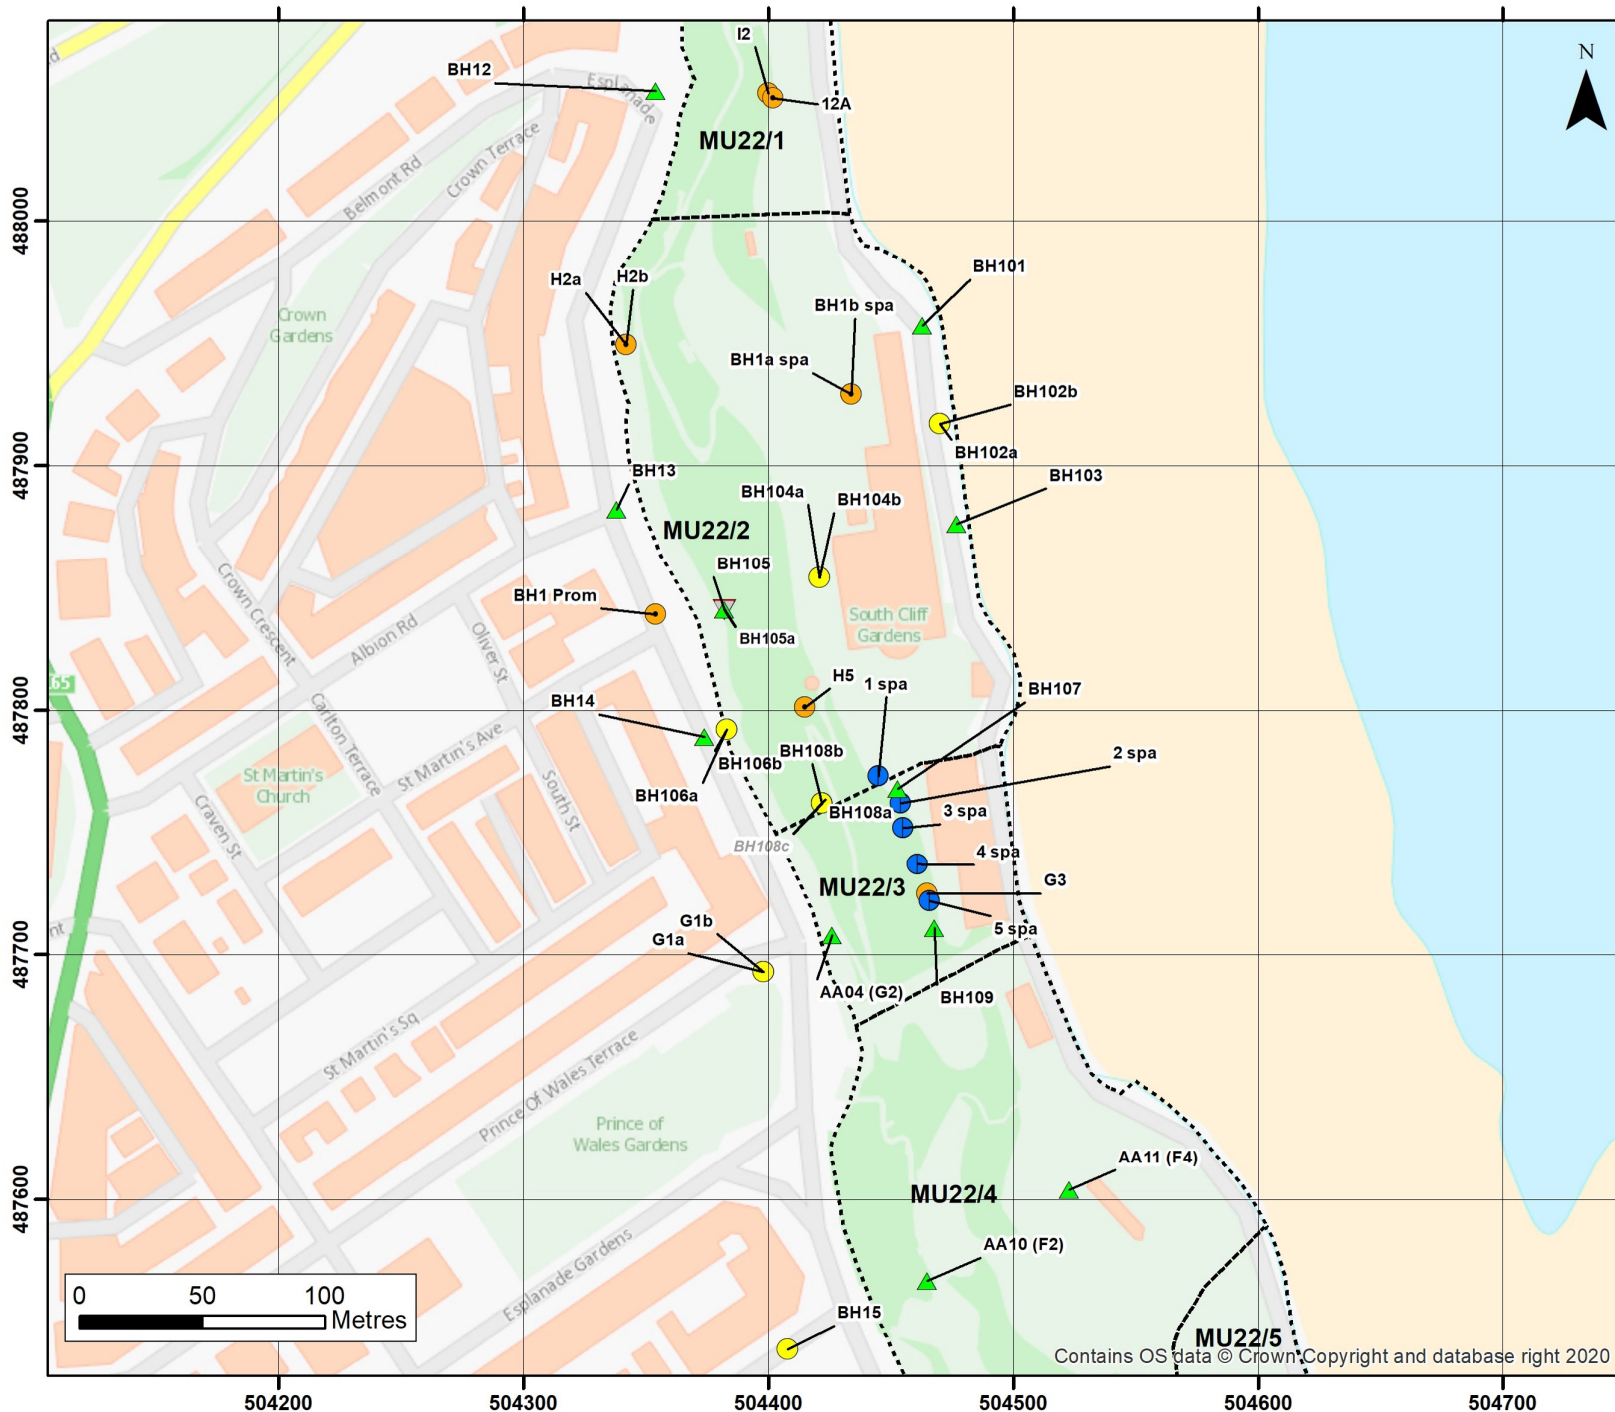 I2
N
BH12
Esplanade
12A
MU22/1
Crown Terrace
Belmont Rd
488000
H2a
H2b
BH101
BH1b spa
Crown
Gardens
BH1a spa
BH102b
BH102a
487900
BH13
BH103
BH104a
BH104b
MU22/2
BH105
BH1 Prom
South Cliff
Gardens
BH105a
Crown Crescent
Albion Rd
Oliver St
65
H5
1 spa
BH107
BH14
487800
Carlton Terrace
St Martin's Ave
BH106b
BH108b
2 spa
St Martin's
Church
BH106a
South St
BH108a
3 spa
Craven St
BH108c
4 spa
MU22/3
G3
G1b
5 spa
nt
G1a
487700
AA04 (G2)
BH109
St Martin's Sq
Prince Of Wales Terrace
Prince of
Wales Gardens
AA11 (F4)
487600
MU22/4
AA10 (F2)
Esplanade Gardens
0 50 100
Metres
BH15
MU22/5
Contains OS data © Crown Copyright and database right 2020
504200 504300 504400 504500 504600 504700